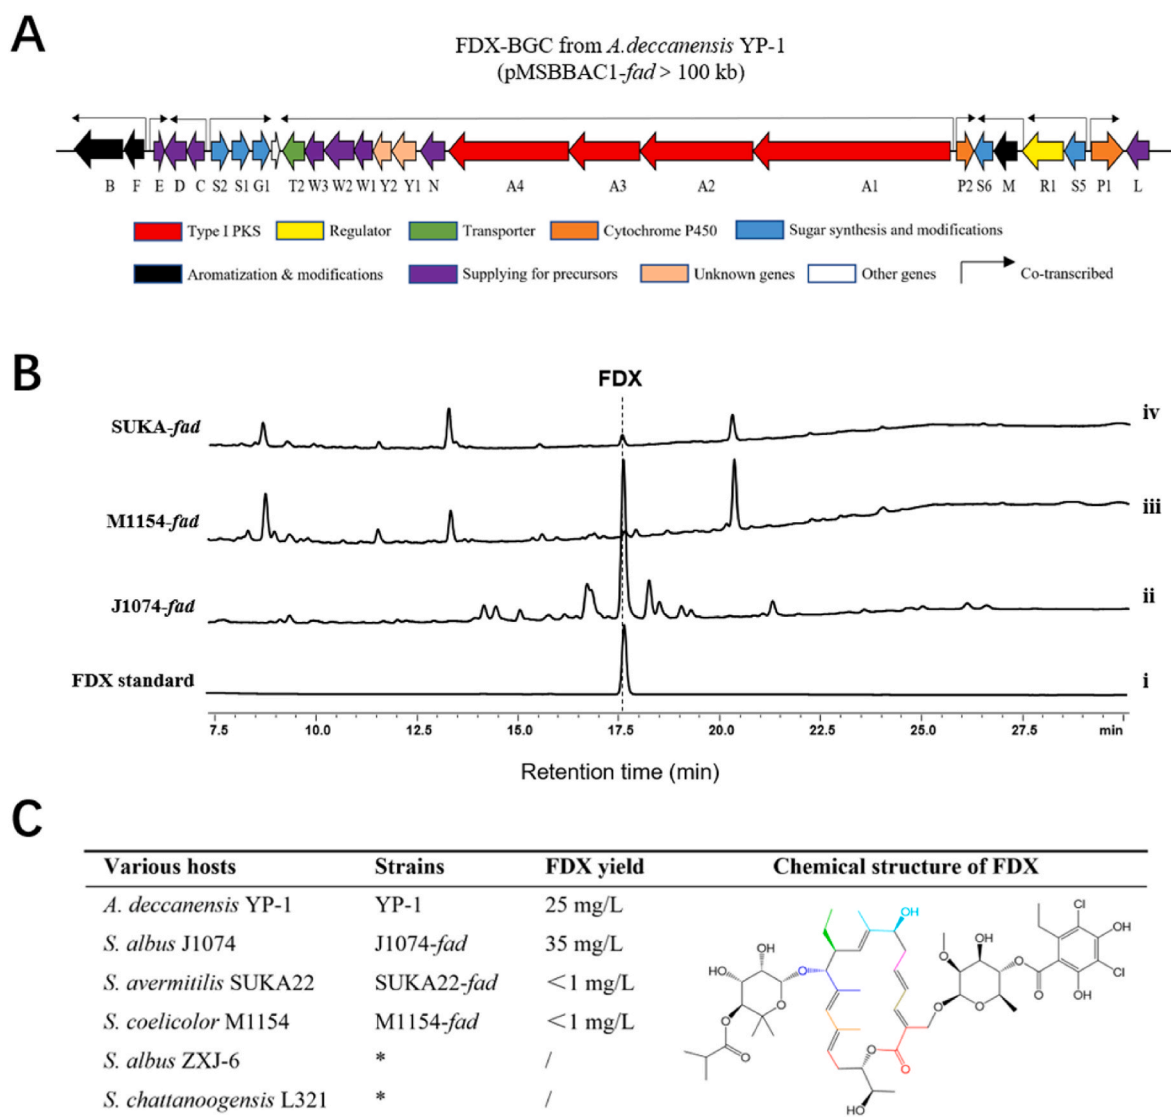 A
FDX-BGC from A.deccanensis YP-1
(pMSBBAC1-fad > 100 kb)
B F E D C S2 S1 G1 T2 W3 W2 W1 Y2 Y1 N A4 A3 A2 A1 P2 S6 M R1 S5 P1 L
Type I PKS Regulator Transporter Cytochrome P450 Sugar synthesis and modifications
Aromatization & modifications Supplying for precursors Unknown genes Other genes Co-transcribed
B
FDX
SUKA-fad iv
M1154-fad iii
J1074-fad ii
FDX standard i
7.5 10.0 12.5 15.0 17.5 20.0 22.5 25.0 27.5 min
Retention time (min)
C
Various hosts Strains FDX yield Chemical structure of FDX
A. deccanensis YP-1 YP-1 25 mg/L
S. albus J1074 J1074-fad 35 mg/L
S. avermitilis SUKA22 SUKA22-fad <1 mg/L
S. coelicolor M1154 M1154-fad <1 mg/L
S. albus ZXJ-6 * /
S. chattanoogensis L321 * /
OH Cl
OH OH
OH O Cl
HO O O O OH
O O O O
O O
O O
HO